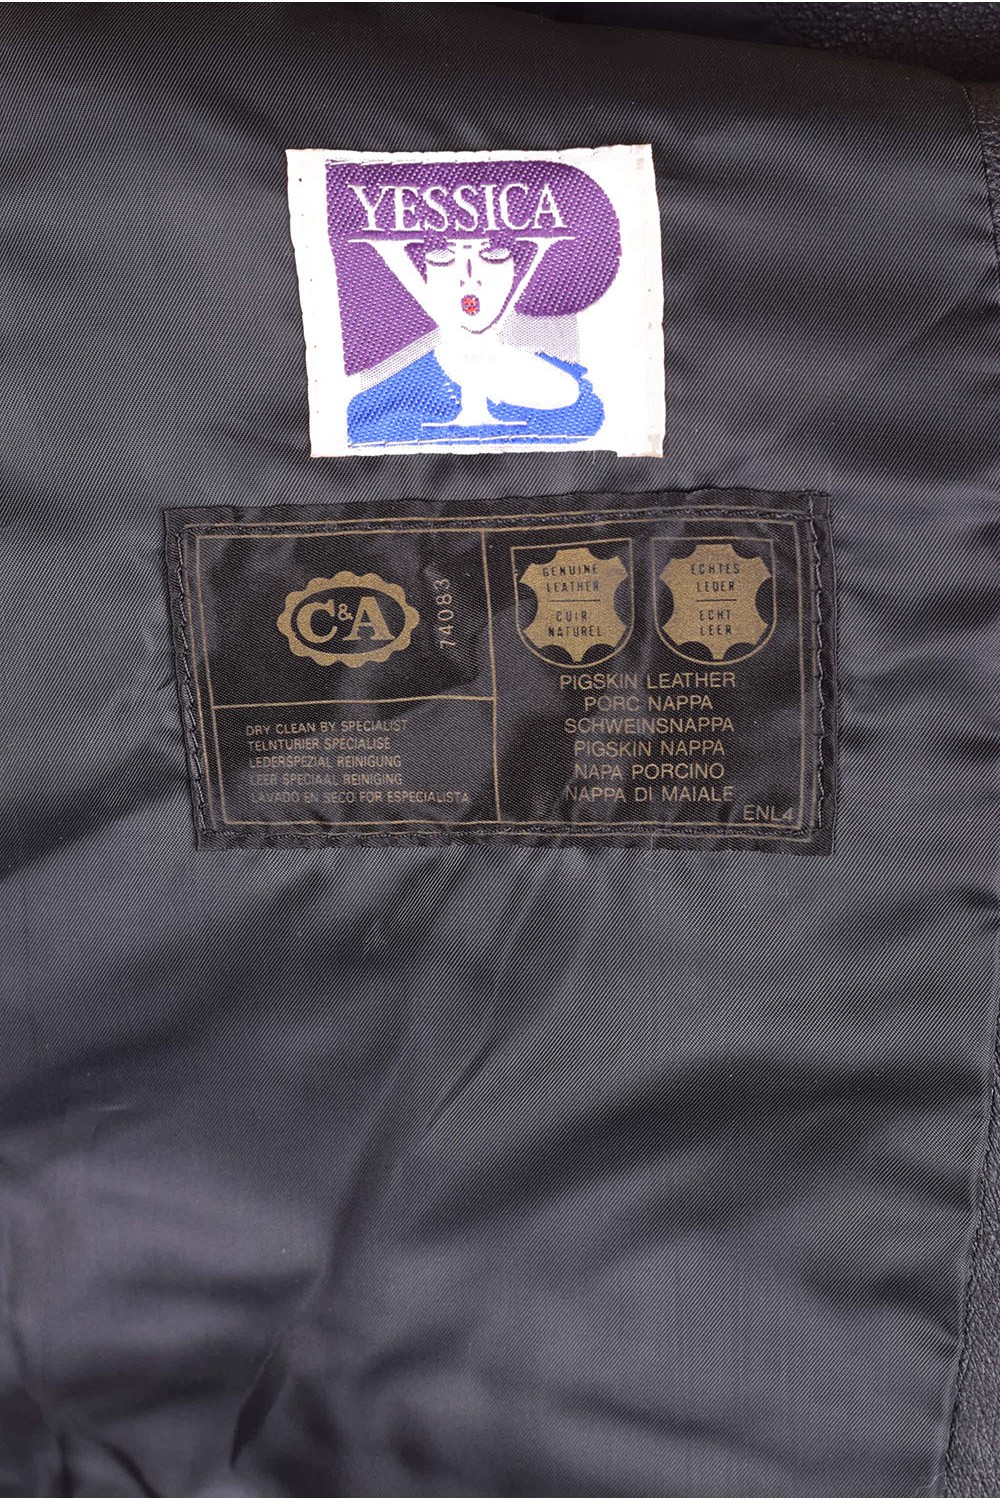 YESSICA
Y
C&A
74083
DRY CLEAN BY SPECIALIST
TELNTURIER SPECIALISE
LEDERSPEZIAL REINIGUNG
LEER SPECIAAL REINIGING
LAVADO EN SECO FOR ESPECIALISTA
GENUINE
LEATHER
CUIR
NATUREL
ECHTES
LEDER
ECHT
LEER
PIGSKIN LEATHER
PORC NAPPA
SCHWEINSNAPPA
PIGSKIN NAPPA
NAPA PORCINO
NAPPA DI MAIALE
ENL4